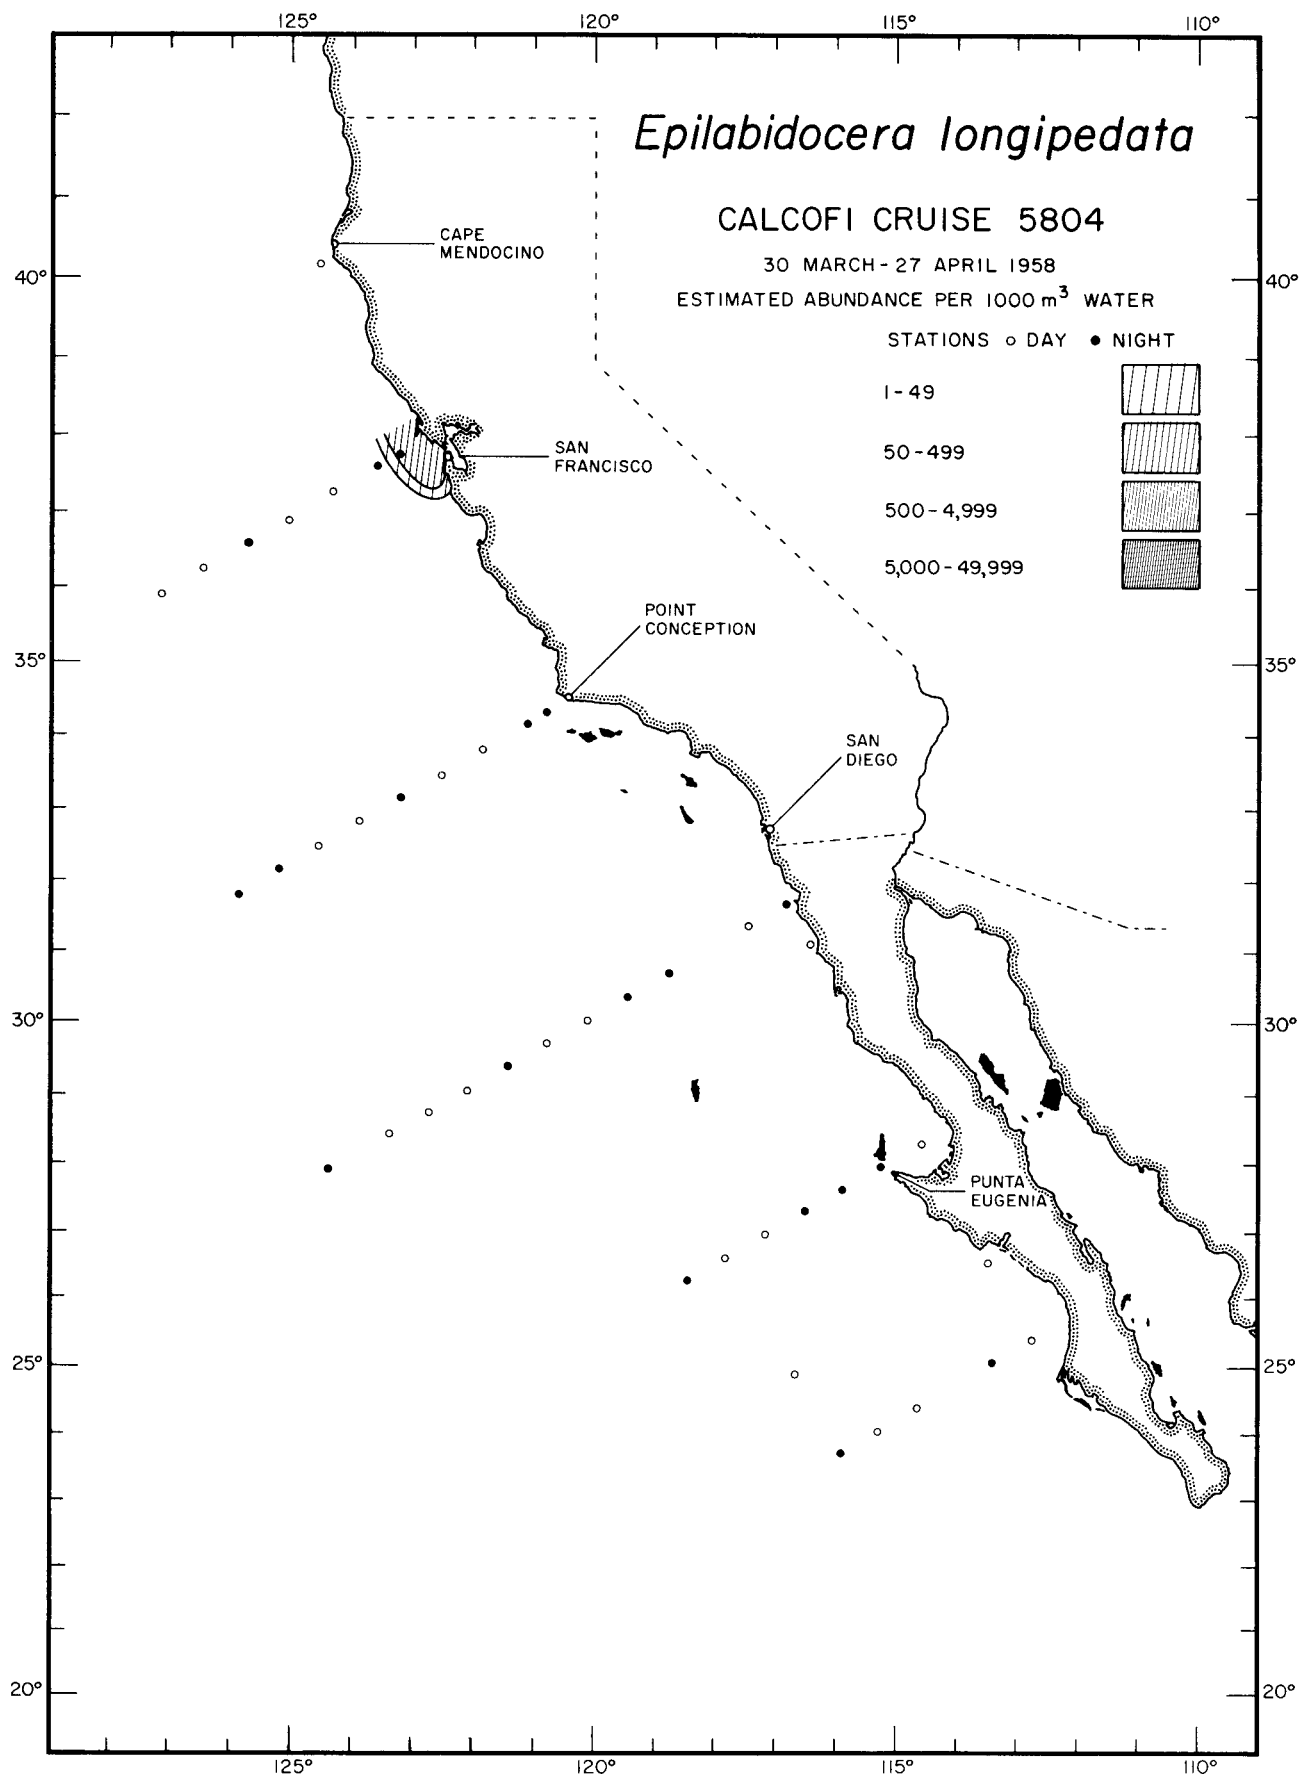 125° 120° 115° 110°
Epilabidocera longipedata
CALCOFI CRUISE 5804
30 MARCH - 27 APRIL 1958
ESTIMATED ABUNDANCE PER 1000 m³ WATER
STATIONS ○ DAY ● NIGHT
1 - 49
50 - 499
500 - 4,999
5,000 - 49,999
CAPE
MENDOCINO
40° 40°
SAN
FRANCISCO
POINT
CONCEPTION
35° 35°
SAN
DIEGO
30° 30°
PUNTA
EUGENIA
25° 25°
20° 20°
125° 120° 115° 110°